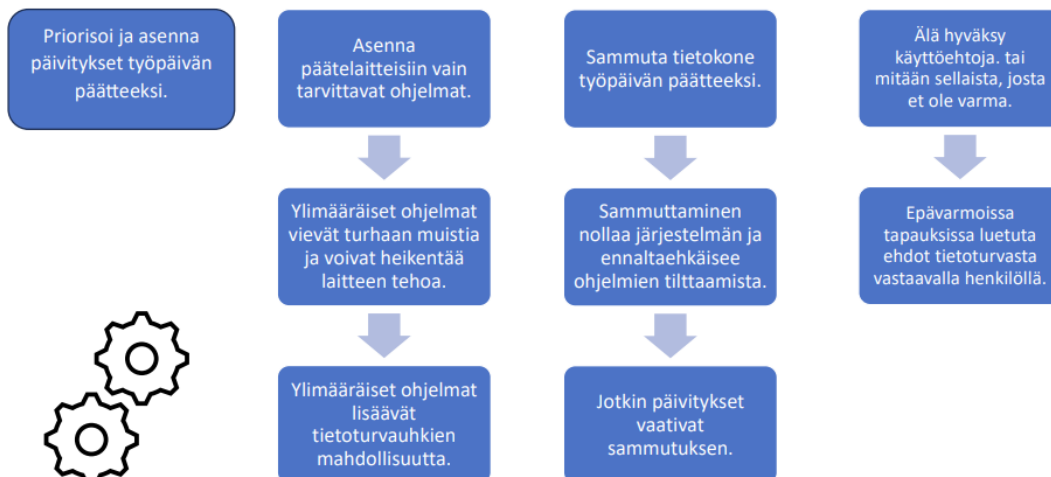 Priorisoi ja asenna
päivitykset työpäivän
päätteeksi.
Asenna
päätelaitteisiin vain
tarvittavat ohjelmat.
Ylimääräiset ohjelmat
vievät turhaan muistia
ja voivat heikentää
laitteen tehoa.
Ylimääräiset ohjelmat
lisäävät
tietoturvauhkien
mahdollisuutta.
Sammuta tietokone
työpäivän päätteeksi.
Sammuttaminen
nollaa järjestelmän ja
ennaltaehkäisee
ohjelmien tilttaamista.
Jotkin päivitykset
vaativat
sammutuksen.
Älä hyväksy
käyttöehtoja. tai
mitään sellaista, josta
et ole varma.
Epävarmoissa
tapauksissa luetuta
ehdot tietoturvasta
vastaavalla henkilöllä.